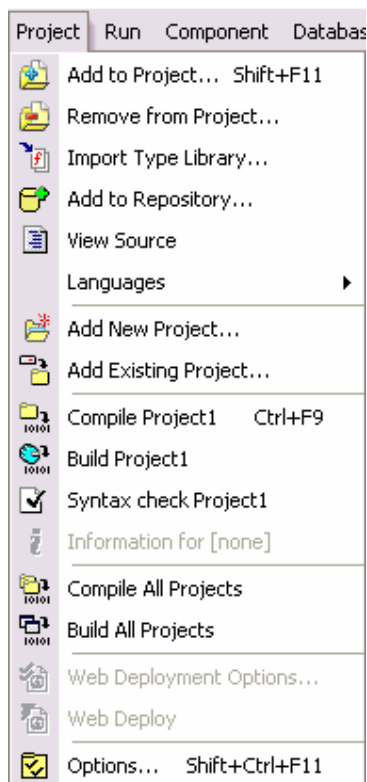 Project Run Component Databas
Add to Project... Shift+F11
Remove from Project...
Import Type Library...
Add to Repository...
View Source
Languages
Add New Project...
Add Existing Project...
Compile Project1 Ctrl+F9
Build Project1
Syntax check Project1
Information for [none]
Compile All Projects
Build All Projects
Web Deployment Options...
Web Deploy
Options... Shift+Ctrl+F11